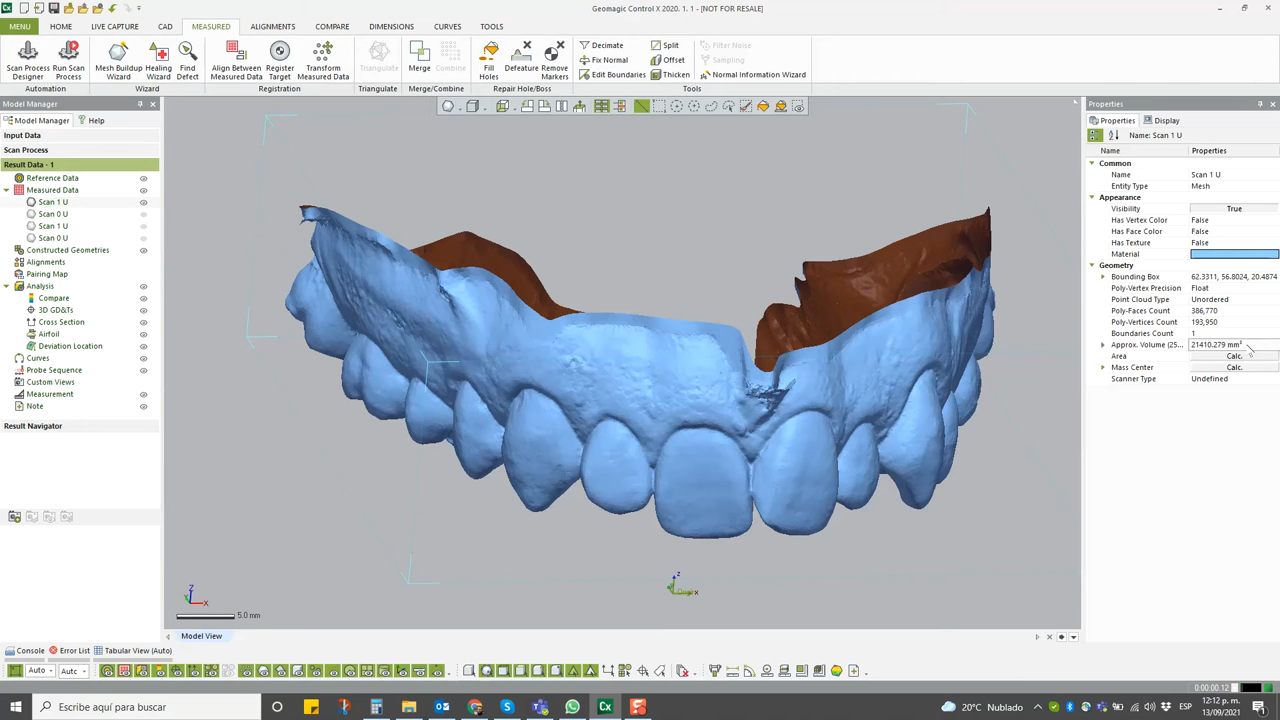 Geomagic Control X 2020. 1. 1 - [NOT FOR RESALE]
MENU HOME LIVE CAPTURE CAD MEASURED ALIGNMENTS COMPARE DIMENSIONS CURVES TOOLS
Scan Process Designer
Run Scan Process
Mesh Buildup Wizard
Healing Wizard
Find Defect
Align Between Measured Data
Register Target
Transform Measured Data
Triangulate
Merge
Combine
Fill Holes
Defeature
Remove Markers
Decimate
Split
Filter Noise
Fix Normal
Offset
Sampling
Edit Boundaries
Thicken
Normal Information Wizard
Automation Wizard Registration Triangulate Merge/Combine Repair Hole/Boss Tools
Model Manager
Model Manager Help
Input Data
Scan Process
Result Data - 1
Reference Data
Measured Data
Scan 1 U
Scan 0 U
Scan 1 U
Scan 0 U
Constructed Geometries
Alignments
Pairing Map
Analysis
Compare
3D GD&Ts
Cross Section
Airfoil
Deviation Location
Curves
Probe Sequence
Custom Views
Measurement
Note
Result Navigator
Z
X
5.0 mm
z
x
Model View
Properties
Properties Display
Name: Scan 1 U
Name Properties
Common
Name Scan 1 U
Entity Type Mesh
Appearance
Visibility True
Has Vertex Color False
Has Face Color False
Has Texture False
Material
Geometry
Bounding Box 62.3311, 56.8024, 20.4874
Poly-Vertex Precision Float
Point Cloud Type Unordered
Poly-Faces Count 386,770
Poly-Vertices Count 193,950
Boundaries Count 1
Approx. Volume (25... 21410.279 mm³
Area Calc.
Mass Center Calc.
Scanner Type Undefined
Console Error List Tabular View (Auto)
Auto Autc
0:00:00.12
Escribe aquí para buscar
Cx
20°C Nublado
ESP
12:12 p. m.
13/09/2021